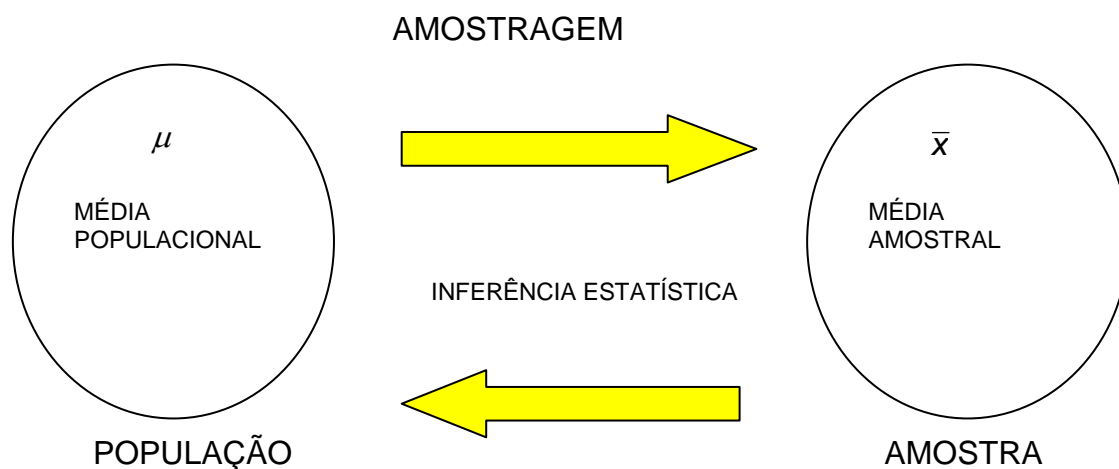 AMOSTRAGEM
μ
MÉDIA
POPULACIONAL
x̄
MÉDIA
AMOSTRAL
INFERÊNCIA ESTATÍSTICA
POPULAÇÃO
AMOSTRA